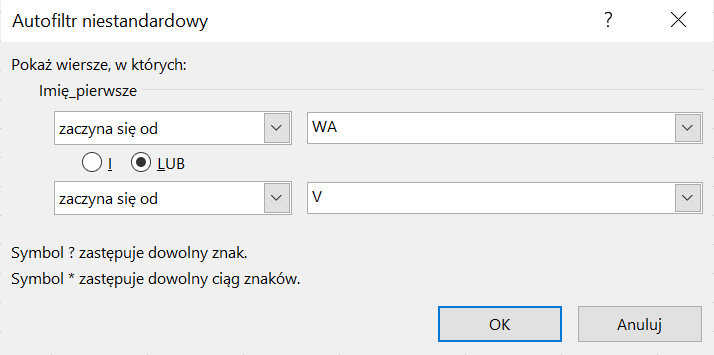 Autofiltr niestandardowy ?
Pokaż wiersze, w których:
Imię_pierwsze
zaczyna się od WA
I LUB
zaczyna się od V
Symbol ? zastępuje dowolny znak.
Symbol * zastępuje dowolny ciąg znaków.
OK Anuluj